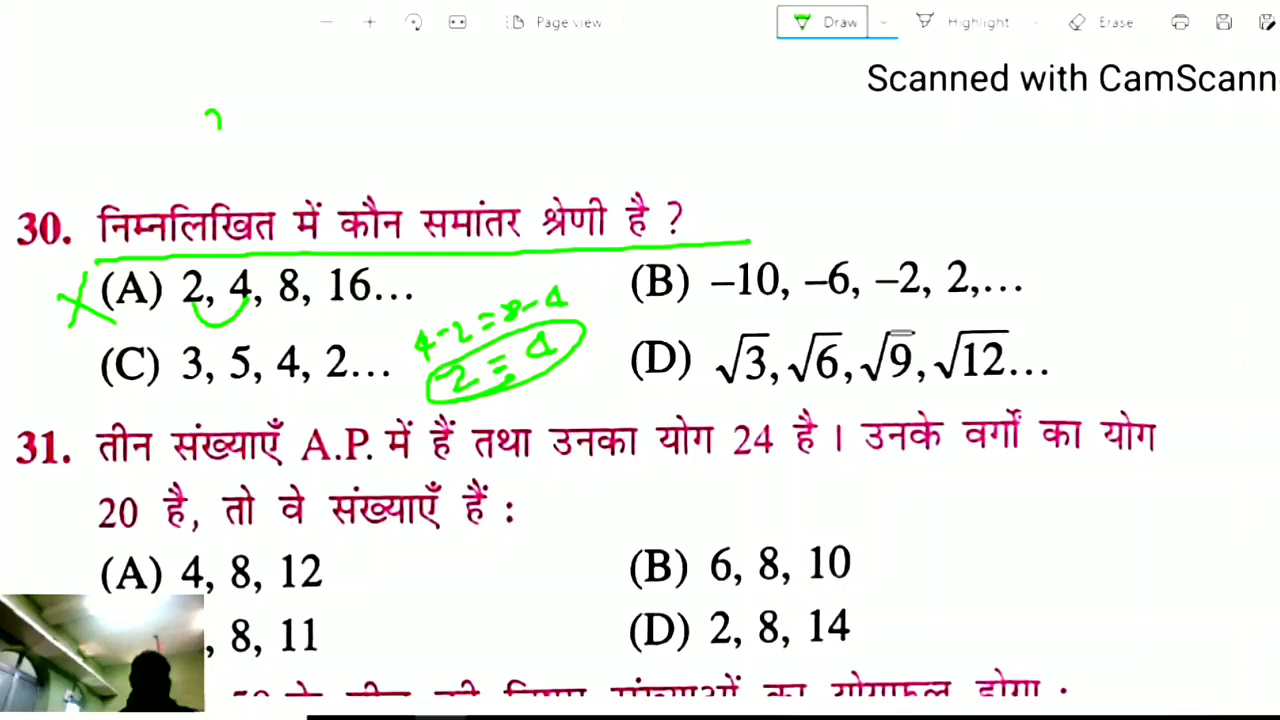 Page view Draw Highlight Erase
Scanned with CamScann
30. निम्नलिखित में कौन समांतर श्रेणी है ?
(A) 2, 4, 8, 16... (B) –10, –6, –2, 2,...
4-2=8-4
(C) 3, 5, 4, 2... (D) √3, √6, √9, √12...
2=4
31. तीन संख्याएँ A.P. में हैं तथा उनका योग 24 है । उनके वर्गों का योग
20 है, तो वे संख्याएँ हैं :
(A) 4, 8, 12 (B) 6, 8, 10
, 8, 11 (D) 2, 8, 14